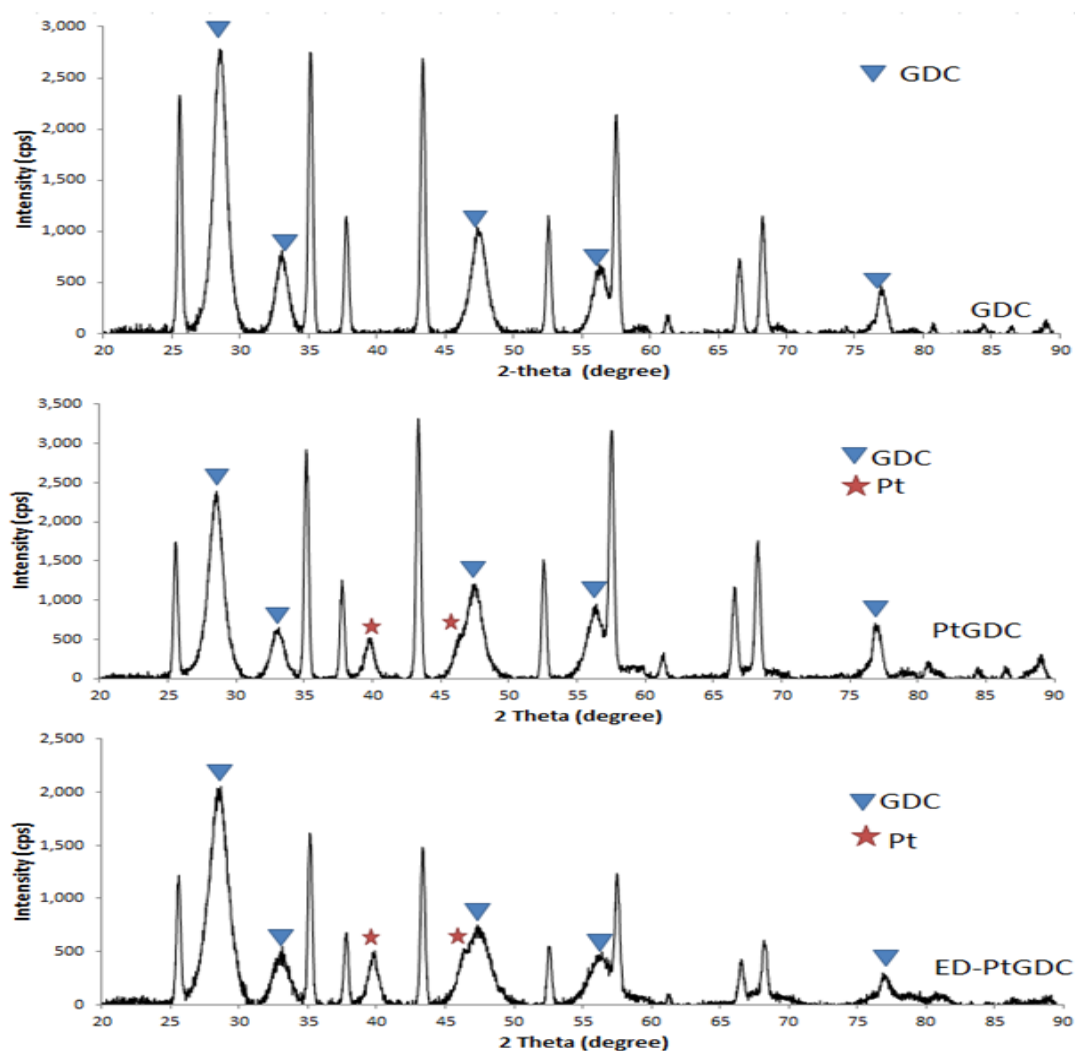 3,000
2,500
2,000
1,500
1,000
500
0
Intensity (cps)
GDC
GDC
20 25 30 35 40 45 50 55 60 65 70 75 80 85 90
2-theta (degree)
3,500
3,000
2,500
2,000
1,500
1,000
500
0
Intensity (cps)
GDC
Pt
PtGDC
20 25 30 35 40 45 50 55 60 65 70 75 80 85 90
2 Theta (degree)
2,500
2,000
1,500
1,000
500
0
Intensity (cps)
GDC
Pt
ED-PtGDC
20 25 30 35 40 45 50 55 60 65 70 75 80 85 90
2 Theta (degree)